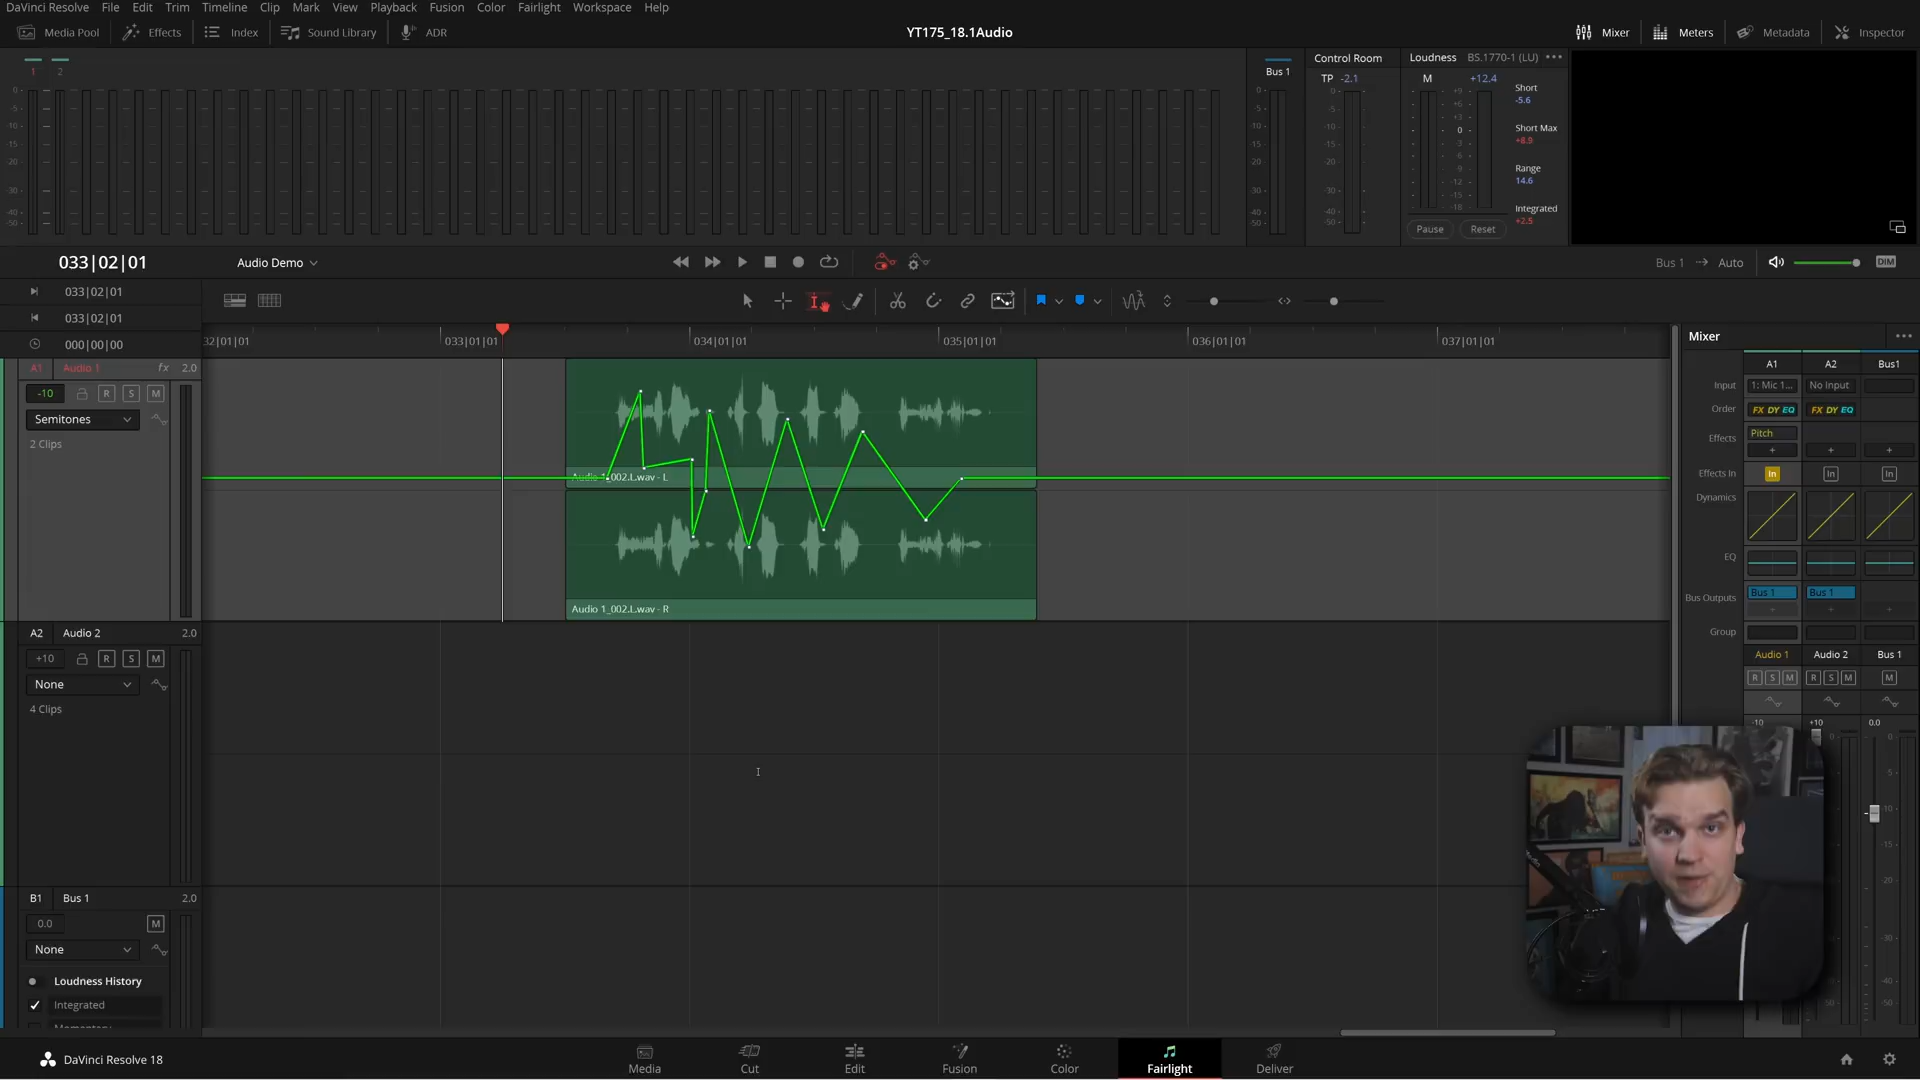 DaVinci Resolve File Edit Trim Timeline Clip Mark View Playback Fusion Color Fairlight Workspace Help
Media Pool Effects Index Sound Library ADR YT175_18.1Audio Mixer Meters Metadata Inspector
1 2 Bus 1 Control Room Loudness BS.1770-1 (LU)
TP -2.1 M +12.4
Short
-5.6
Short Max
+8.9
Range
14.6
Integrated
+2.5
Pause Reset
033|02|01 Audio Demo Bus 1 Auto DIM
033|02|01
033|02|01
000|00|00
32|01|01 033|01|01 034|01|01 035|01|01 036|01|01 037|01|01
A1 Audio 1 fx 2.0
-10 R S M
Semitones
2 Clips
Audio 1_002.L.wav - L
Audio 1_002.L.wav - R
A2 Audio 2 2.0
+10 R S M
None
4 Clips
B1 Bus 1 2.0
0.0 M
None
Loudness History
Integrated
Mixer
A1 A2 Bus1
Input 1: Mic 1... No Input
Order FX DY EQ FX DY EQ
Effects Pitch
+ + +
Effects In In In In
Dynamics
EQ
Bus Outputs Bus 1 Bus 1
Group
Audio 1 Audio 2 Bus 1
R S M R S M M
-10 +10 0.0
DaVinci Resolve 18
Media Cut Edit Fusion Color Fairlight Deliver